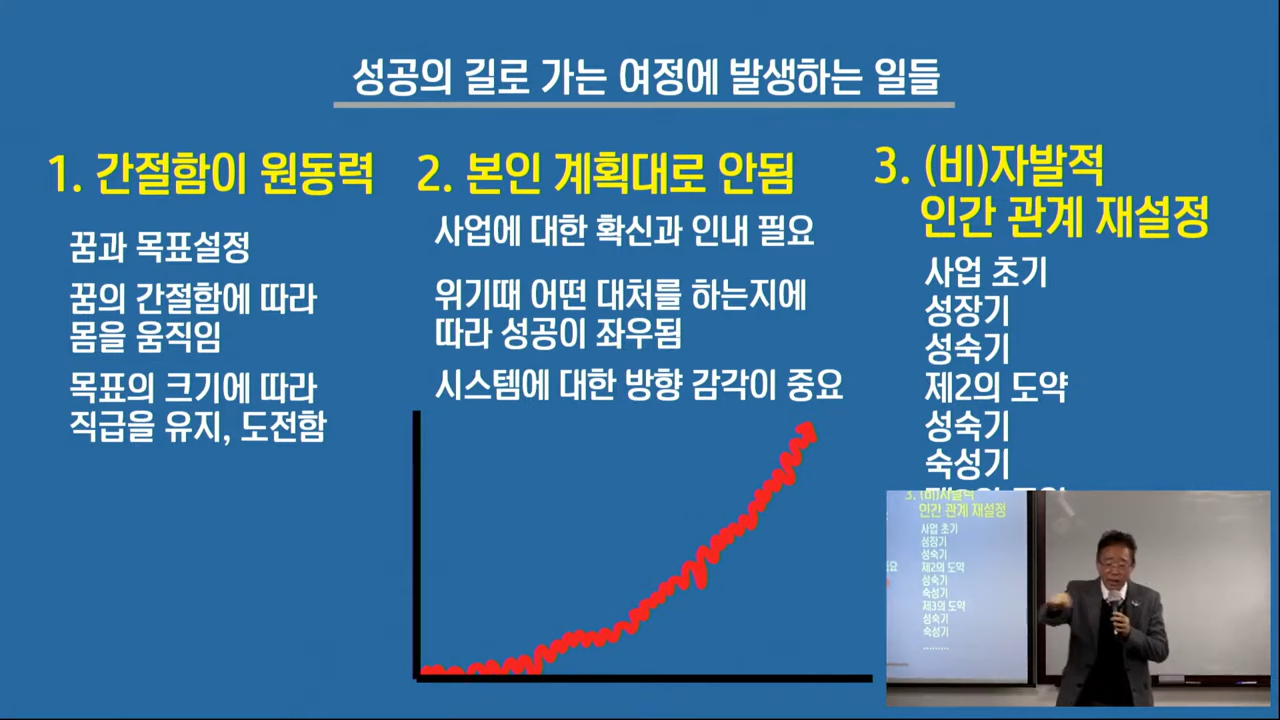 성공의 길로 가는 여정에 발생하는 일들
1. 간절함이 원동력
꿈과 목표설정
꿈의 간절함에 따라
몸을 움직임
목표의 크기에 따라
직급을 유지, 도전함
2. 본인 계획대로 안됨
사업에 대한 확신과 인내 필요
위기때 어떤 대처를 하는지에
따라 성공이 좌우됨
시스템에 대한 방향 감각이 중요
3. (비)자발적
인간 관계 재설정
사업 초기
성장기
성숙기
제2의 도약
성숙기
숙성기
3. (비)자발적
인간 관계 재설정
사업 초기
성장기
성숙기
제2의 도약
성숙기
숙성기
제3의 도약
성숙기
숙성기
.........